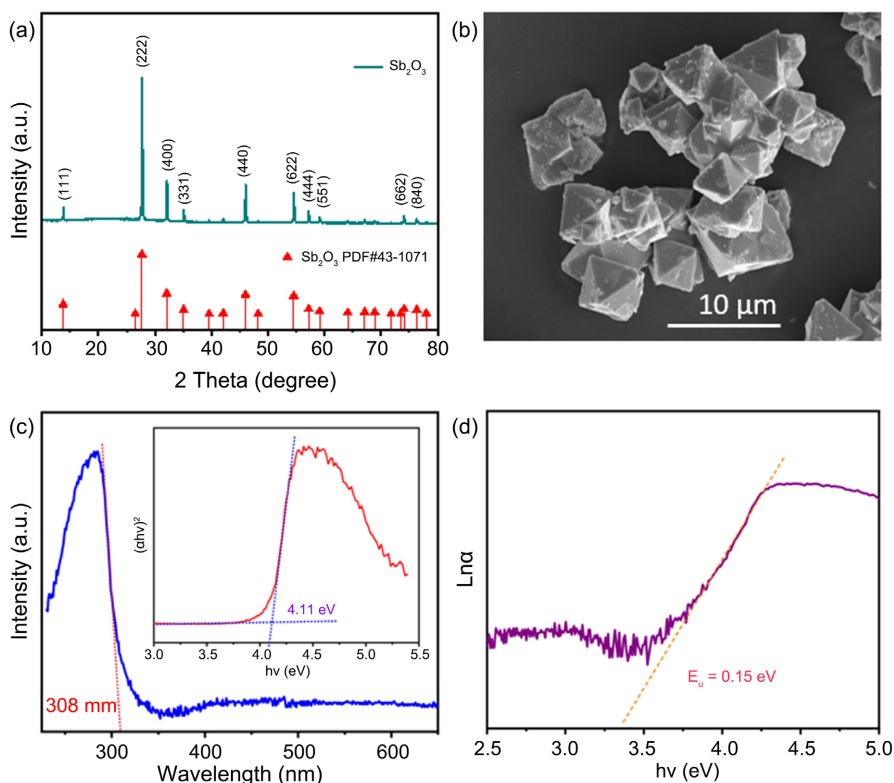 (a)
Intensity (a.u.)
(111)
(222)
(400)
(331)
(440)
(622)
(444)
(551)
(662)
(840)
Sb₂O₃
Sb₂O₃ PDF#43-1071
10 20 30 40 50 60 70 80
2 Theta (degree)
(b)
10 μm
(c)
Intensity (a.u.)
308 mm
300 400 500 600
Wavelength (nm)
(αhv)²
4.11 eV
3.0 3.5 4.0 4.5 5.0 5.5
hv (eV)
(d)
Lnα
Eᵤ = 0.15 eV
2.5 3.0 3.5 4.0 4.5 5.0
hv (eV)